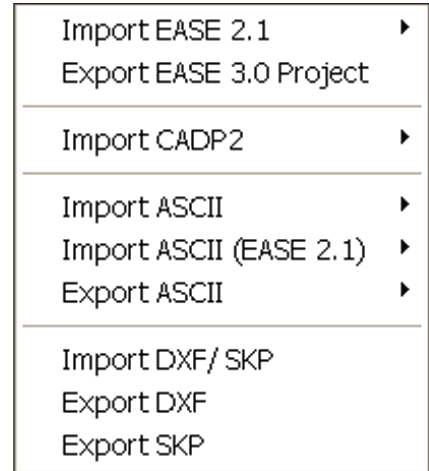 Import EASE 2.1
Export EASE 3.0 Project
Import CADP2
Import ASCII
Import ASCII (EASE 2.1)
Export ASCII
Import DXF/ SKP
Export DXF
Export SKP